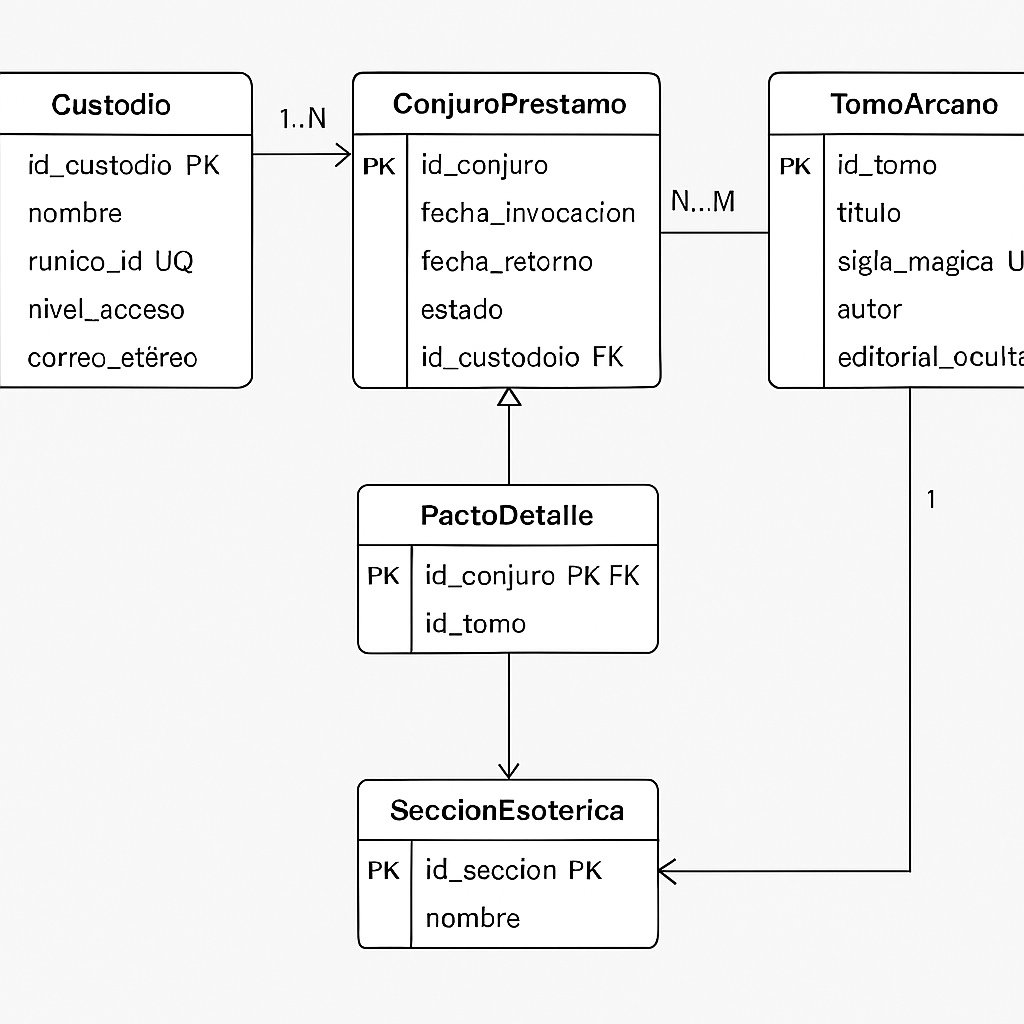 Custodio
id_custodio PK
nombre
runico_id UQ
nivel_acceso
correo_etëreo
1..N
ConjuroPrestamo
PK id_conjuro
fecha_invocacion
fecha_retorno
estado
id_custodoio FK
N...M
TomoArcano
PK id_tomo
titulo
sigla_magica U
autor
editorial_oculta
1
PactoDetalle
PK id_conjuro PK FK
id_tomo
SeccionEsoterica
PK id_seccion PK
nombre